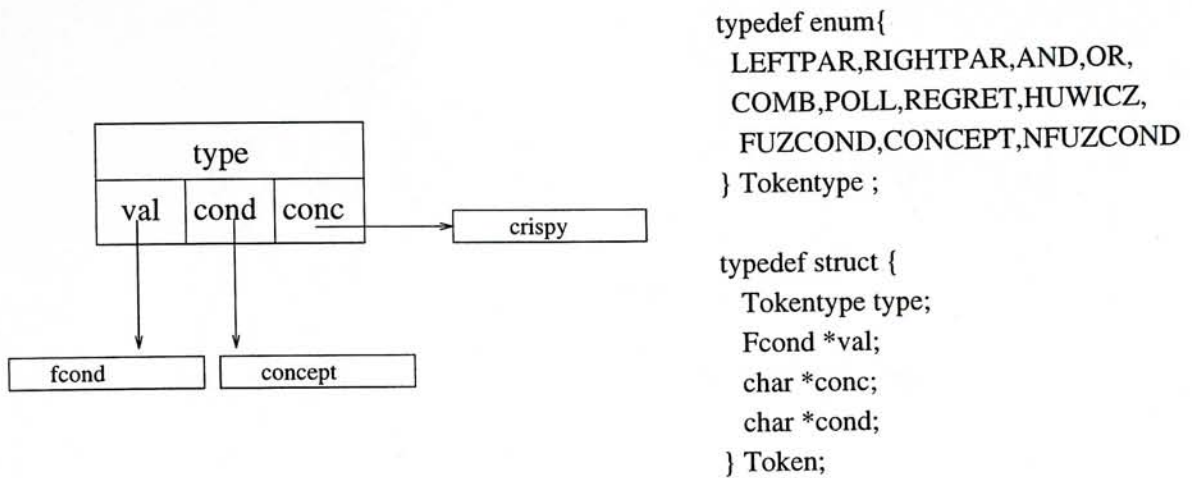 type
val cond conc
crispy
fcond concept
typedef enum{
LEFTPAR,RIGHTPAR,AND,OR,
COMB,POLL,REGRET,HUWICZ,
FUZCOND,CONCEPT,NFUZCOND
} Tokentype ;
typedef struct {
Tokentype type;
Fcond *val;
char *conc;
char *cond;
} Token;